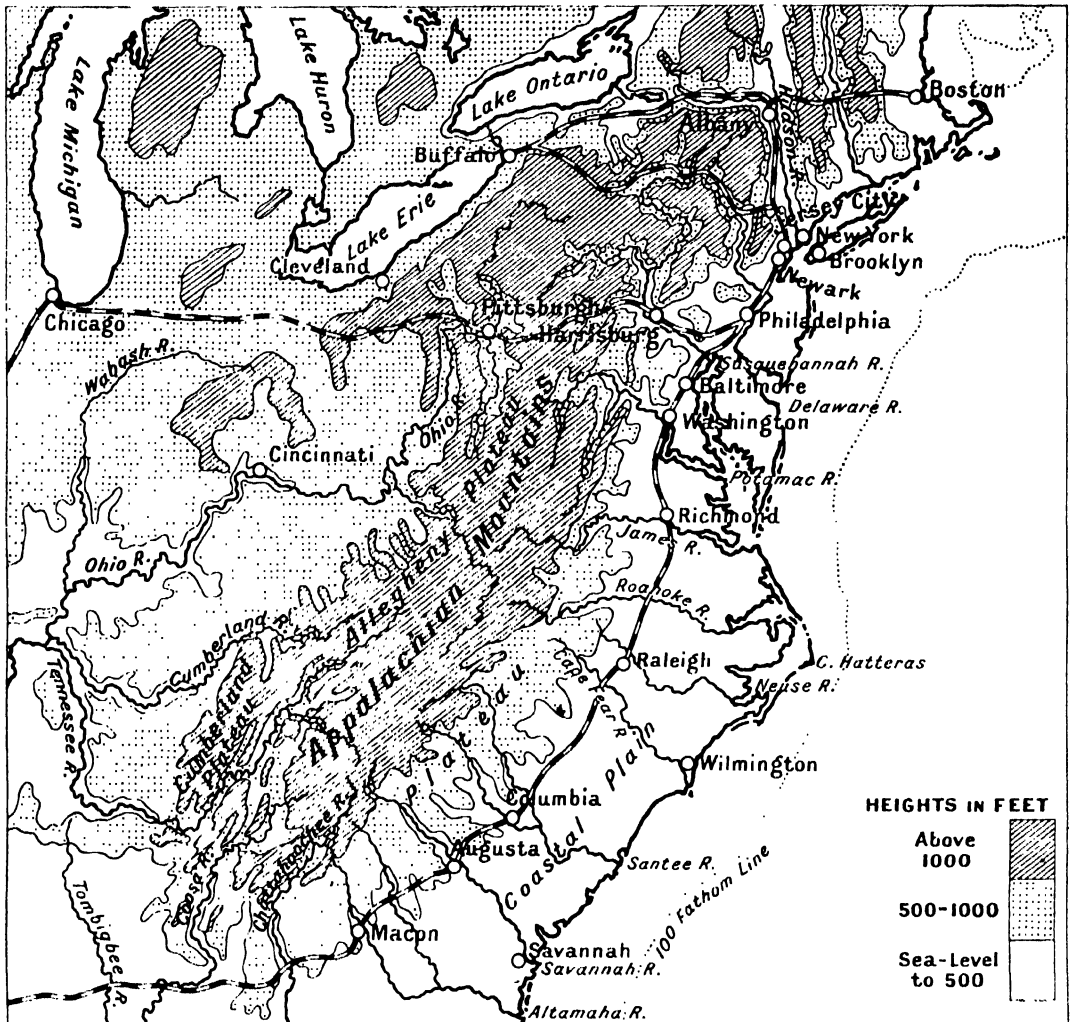 Lake Michigan
Lake Huron
Lake Ontario
Boston
Albany
Hudson R.
Buffalo
Lake Erie
Jersey City
New York
Brooklyn
Newark
Cleveland
Chicago
Pittsburgh
Harrisburg
Philadelphia
Susquehannah R.
Wabash R.
Baltimore
Delaware R.
Washington
Ohio R.
Cincinnati
Potamac R.
Richmond
James R.
Allegheny Plateau
Appalachian Mountains
Ohio R.
Roanoke R.
Cumberland R.
Raleigh
C. Hatteras
Neuse R.
Cape Fear R.
Tennessee R.
Cumberland
Plateau
Plateau
Coastal Plain
Wilmington
Columbia
Chattahoochee R.
Augusta
Santee R.
100 Fathom Line
Coosa R.
Tombigbee R.
Macon
Savannah
Savannah R.
Altamaha R.
HEIGHTS IN FEET
Above
1000
500-1000
Sea-Level
to 500